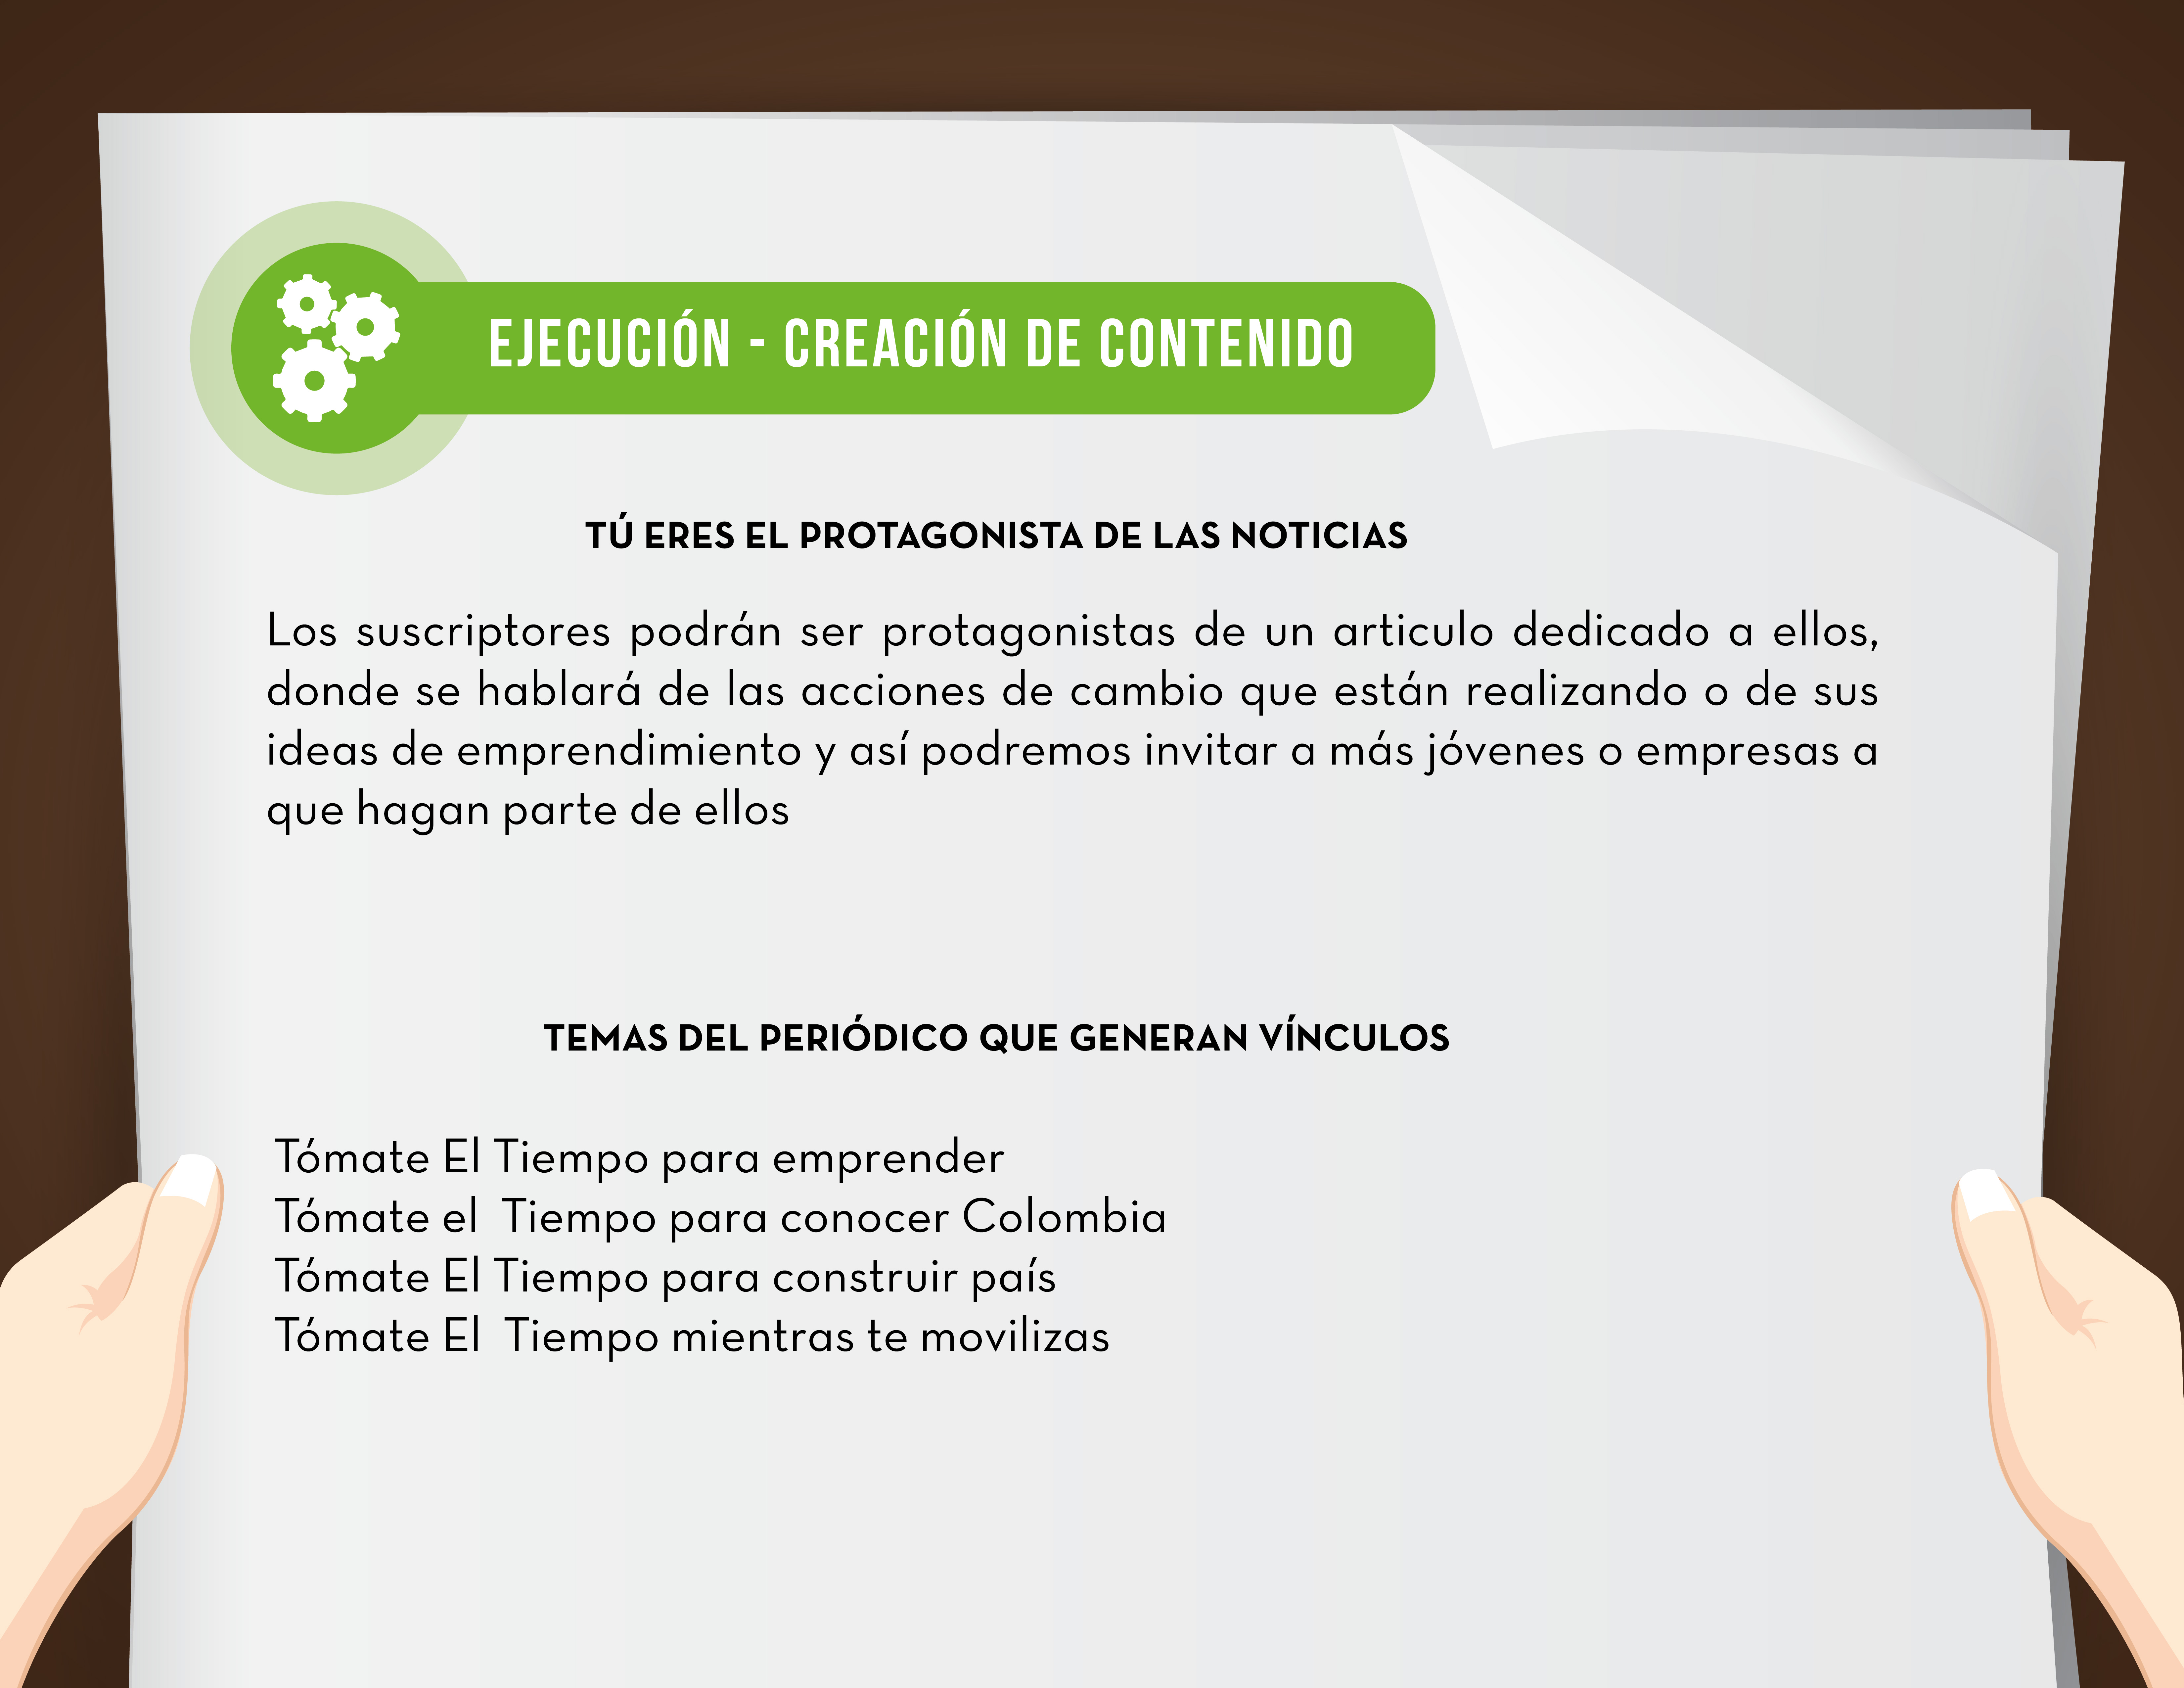 EJECUCIÓN - CREACIÓN DE CONTENIDO
TÚ ERES EL PROTAGONISTA DE LAS NOTICIAS
Los suscriptores podrán ser protagonistas de un articulo dedicado a ellos,
donde se hablará de las acciones de cambio que están realizando o de sus
ideas de emprendimiento y así podremos invitar a más jóvenes o empresas a
que hagan parte de ellos
TEMAS DEL PERIÓDICO QUE GENERAN VÍNCULOS
Tómate El Tiempo para emprender
Tómate el  Tiempo para conocer Colombia
Tómate El Tiempo para construir país
Tómate El  Tiempo mientras te movilizas